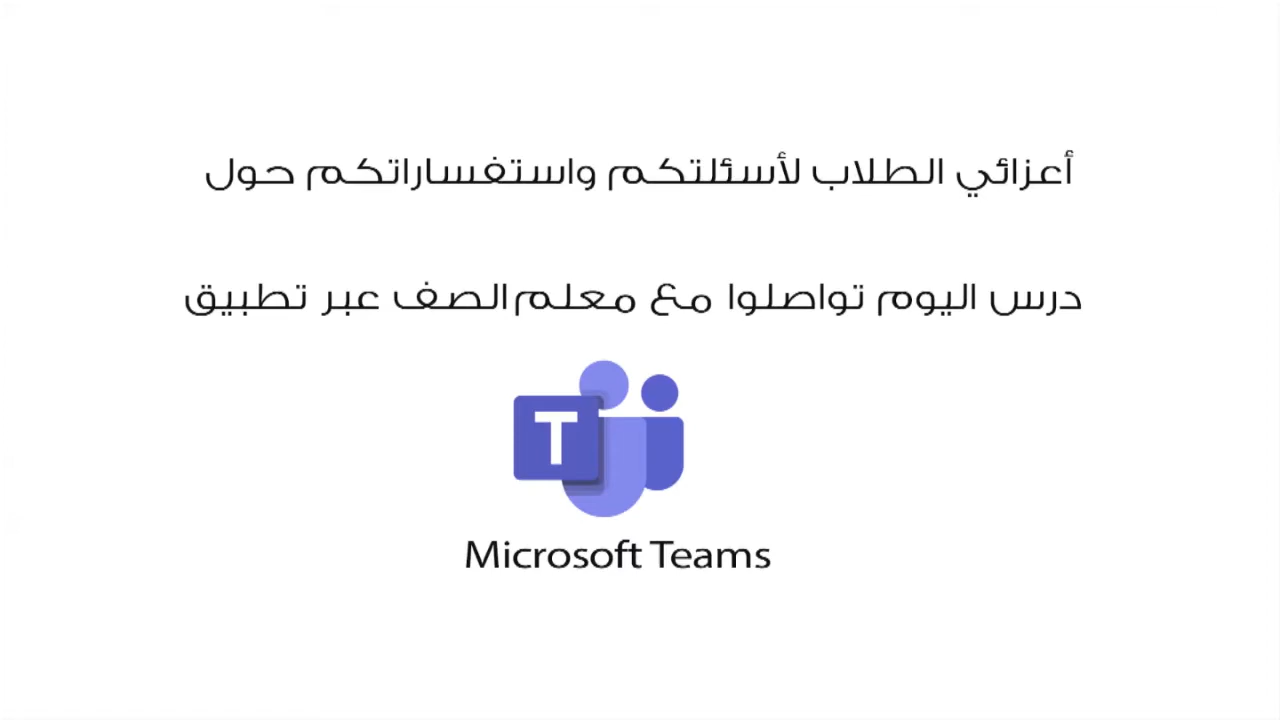 أعزائي الطلاب لأسئلتكم واستفساراتكم حول
درس اليوم تواصلوا مع معلم الصف عبر تطبيق
T
Microsoft Teams